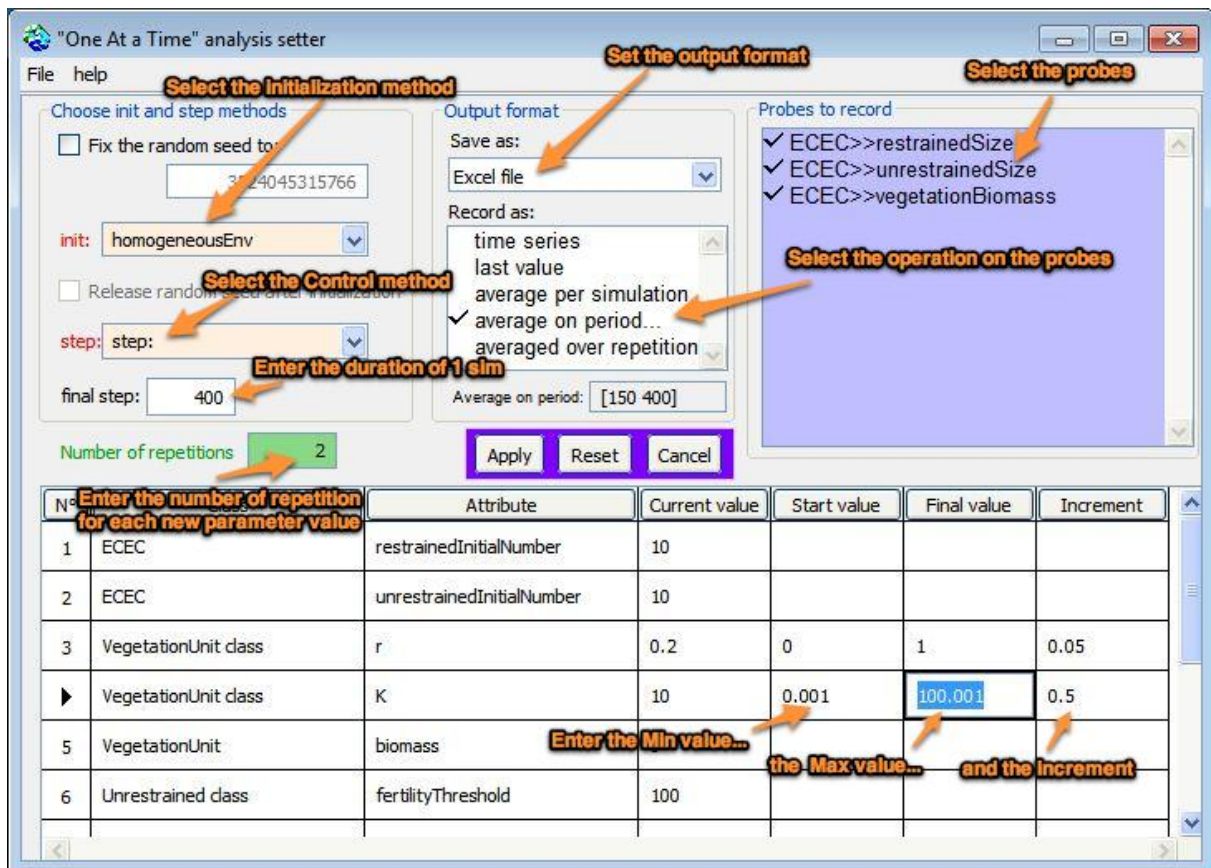 "One At a Time" analysis setter
File help
Set the output format
Select the probes
Select the Initialization method
Choose init and step methods
Fix the random seed to:
3524045315766
init: homogeneousEnv
Select the Control method
Release random seed after initialization
step: step:
Enter the duration of 1 sim
final step: 400
Output format
Save as:
Excel file
Record as:
time series
last value
average per simulation
average on period...
averaged over repetition
Average on period: [150 400]
Probes to record
ECEC>>restrainedSize
ECEC>>unrestrainedSize
ECEC>>vegetationBiomass
Select the operation on the probes
Number of repetitions 2
Apply Reset Cancel
Enter the number of repetition
for each new parameter value
N° Attribute Current value Start value Final value Increment
1 ECEC restrainedInitialNumber 10
2 ECEC unrestrainedInitialNumber 10
3 VegetationUnit class r 0.2 0 1 0.05
VegetationUnit class K 10 0.001 100.001 0.5
5 VegetationUnit biomass
Enter the Min value...
the Max value...
and the Increment
6 Unrestrained class fertilityThreshold 100